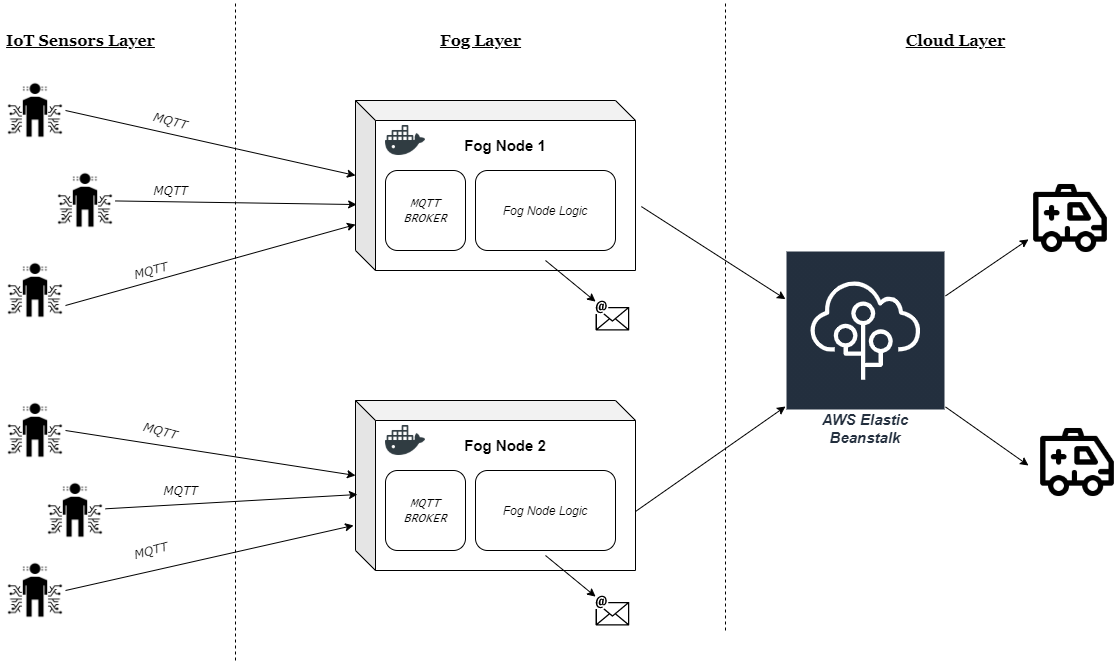 IoT Sensors Layer
Fog Layer
Cloud Layer
MQTT
MQTT
MQTT
Fog Node 1
MQTT
BROKER
Fog Node Logic
@
AWS Elastic
Beanstalk
MQTT
MQTT
MQTT
Fog Node 2
MQTT
BROKER
Fog Node Logic
@